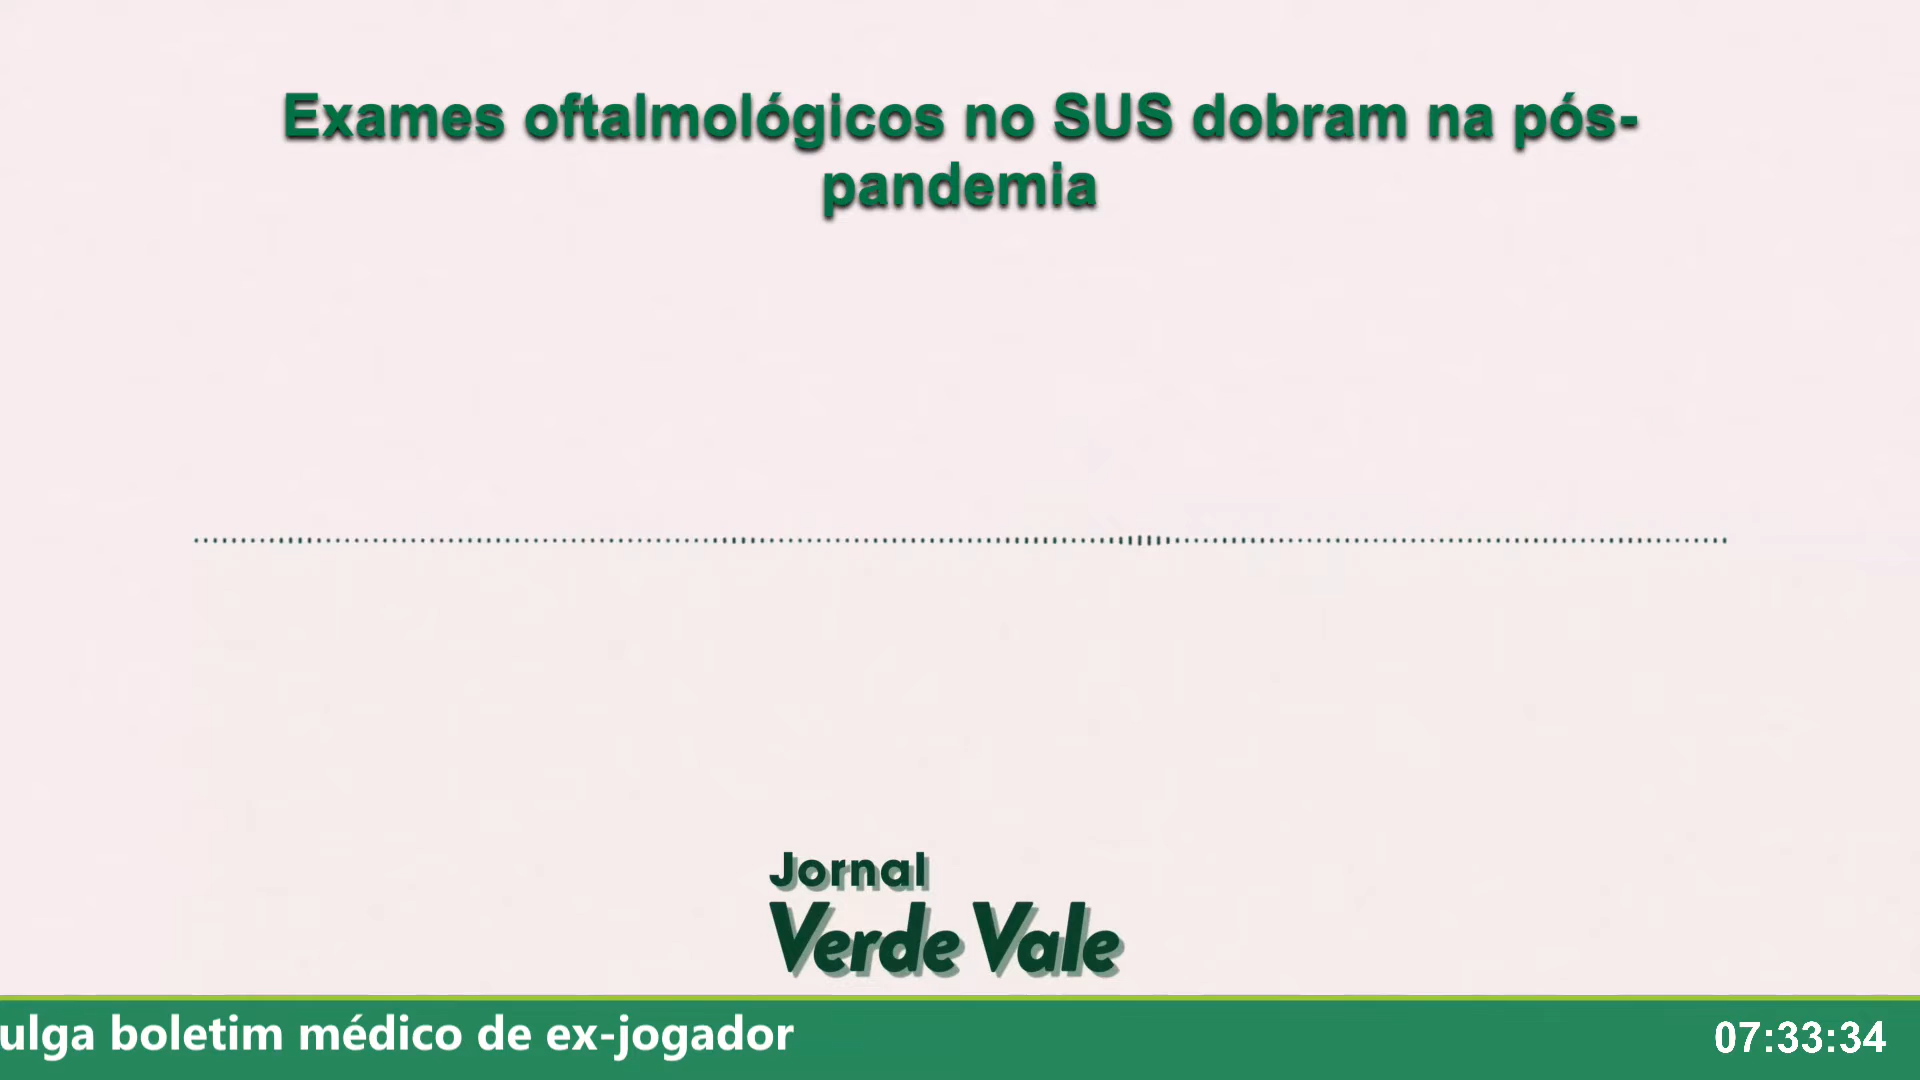 Exames oftalmológicos no SUS dobram na pós-
pandemia
Jornal
Verde Vale
ulga boletim médico de ex-jogador
07:33:34